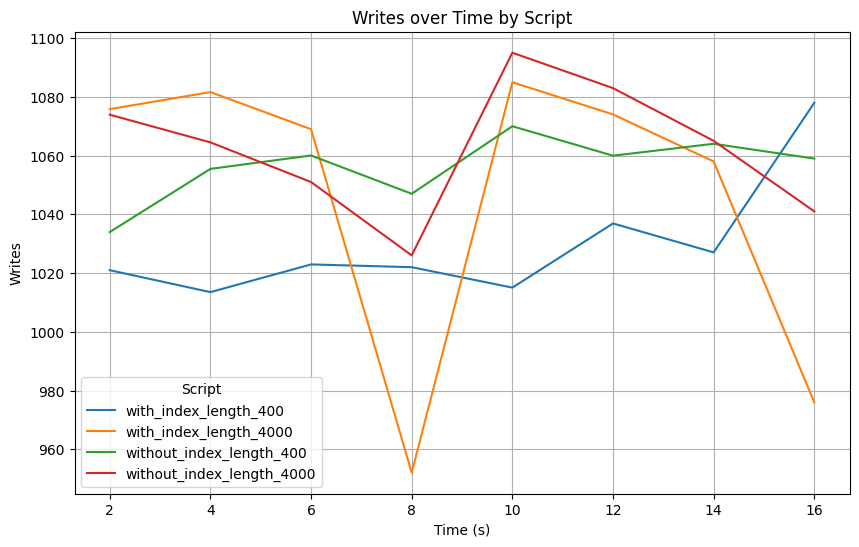 Writes over Time by Script
1100
1080
1060
1040
1020
1000
980
960
Writes
Script
with_index_length_400
with_index_length_4000
without_index_length_400
without_index_length_4000
2 4 6 8 10 12 14 16
Time (s)